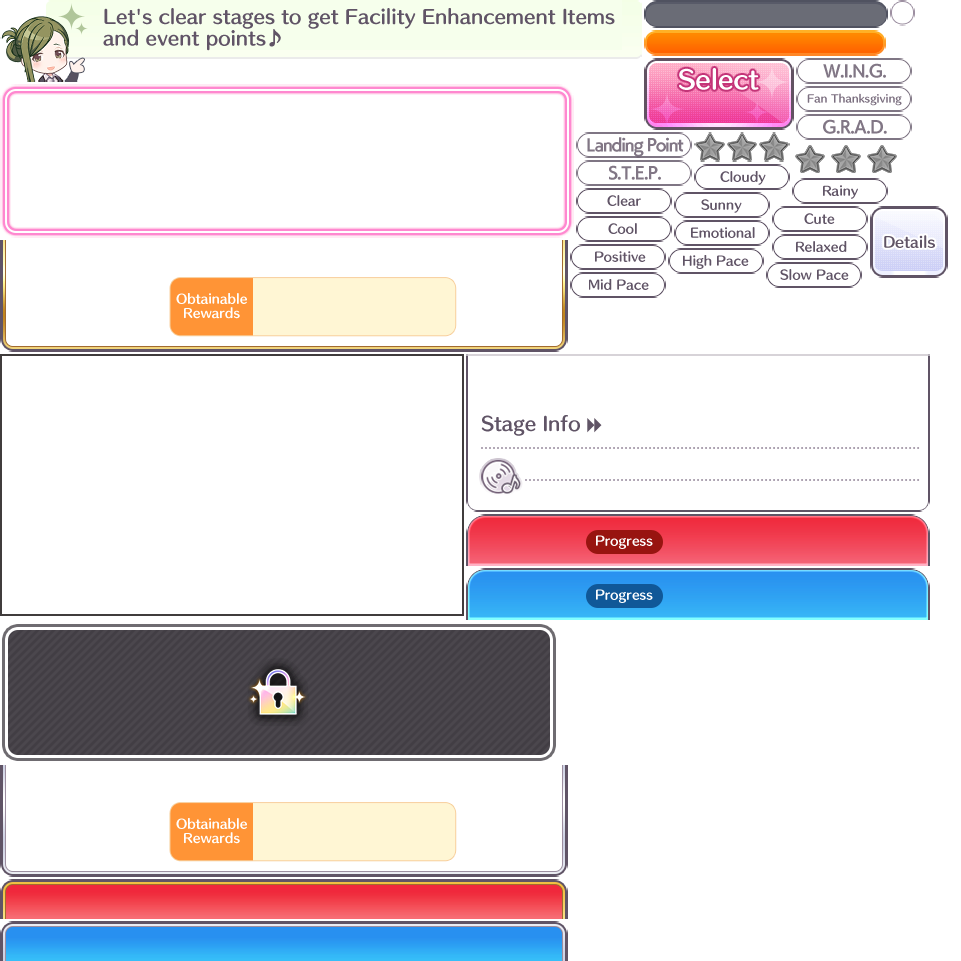 Let's clear stages to get Facility Enhancement Items
and event points♪
Select
W.I.N.G.
Fan Thanksgiving
G.R.A.D.
Landing Point
S.T.E.P.
Cloudy
Rainy
Clear
Sunny
Cute
Cool
Emotional
Relaxed
Details
Positive
High Pace
Slow Pace
Mid Pace
Obtainable
Rewards
Stage Info
Progress
Progress
Obtainable
Rewards